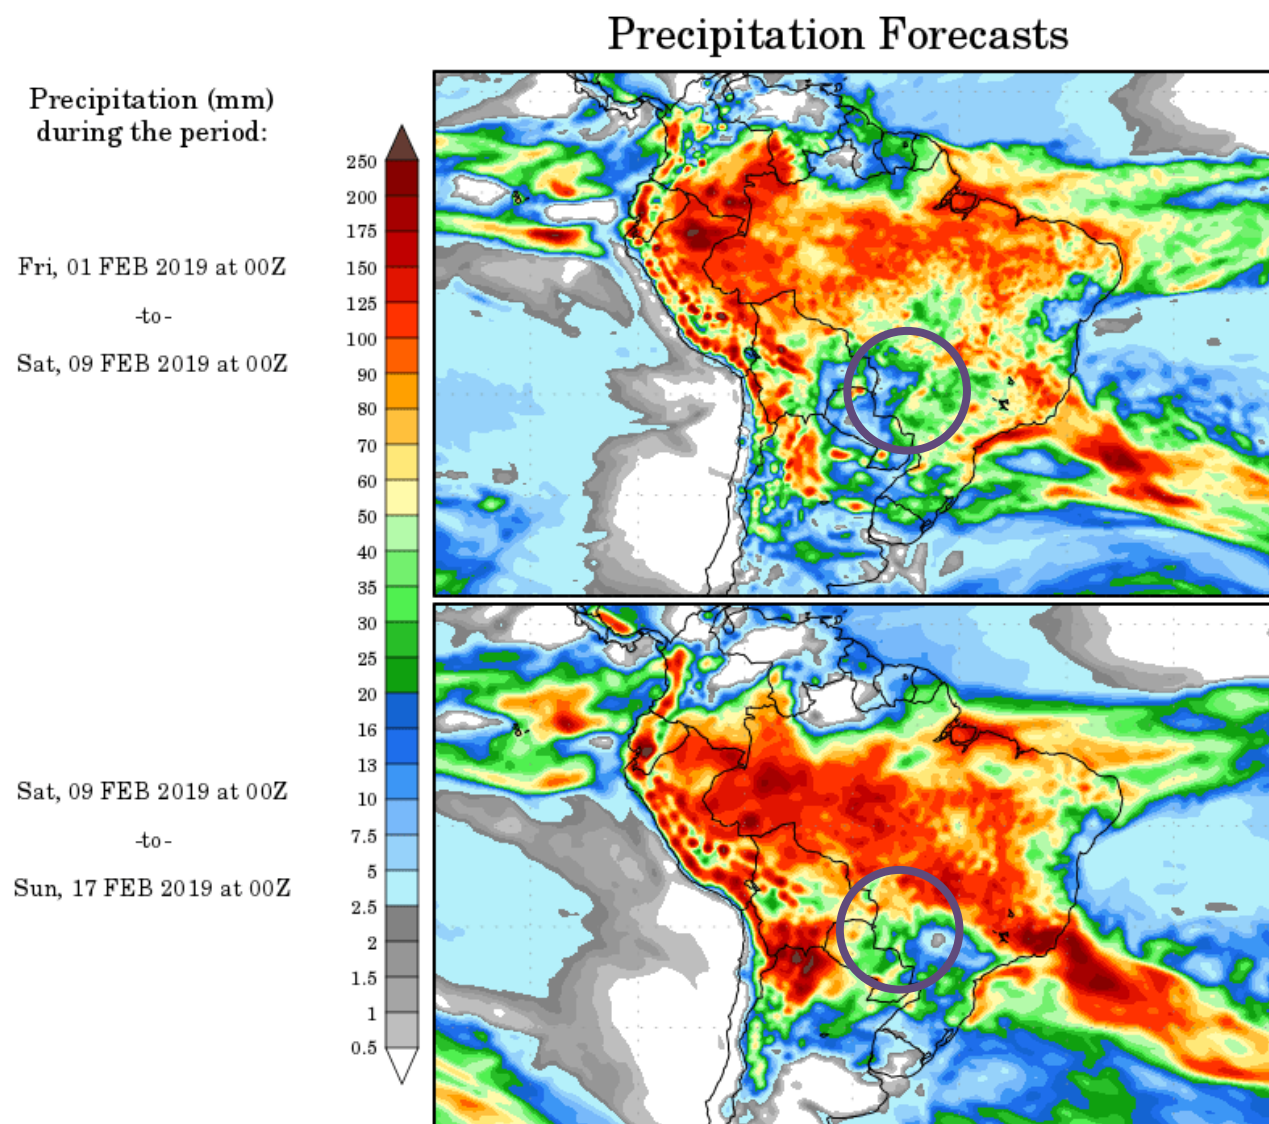 Precipitation Forecasts
Precipitation (mm)
during the period:
250
200
175
150
125
100
90
80
70
60
50
40
35
30
25
20
16
13
10
7.5
5
2.5
2
1.5
1
0.5
Fri, 01 FEB 2019 at 00Z
-to-
Sat, 09 FEB 2019 at 00Z
Sat, 09 FEB 2019 at 00Z
-to-
Sun, 17 FEB 2019 at 00Z